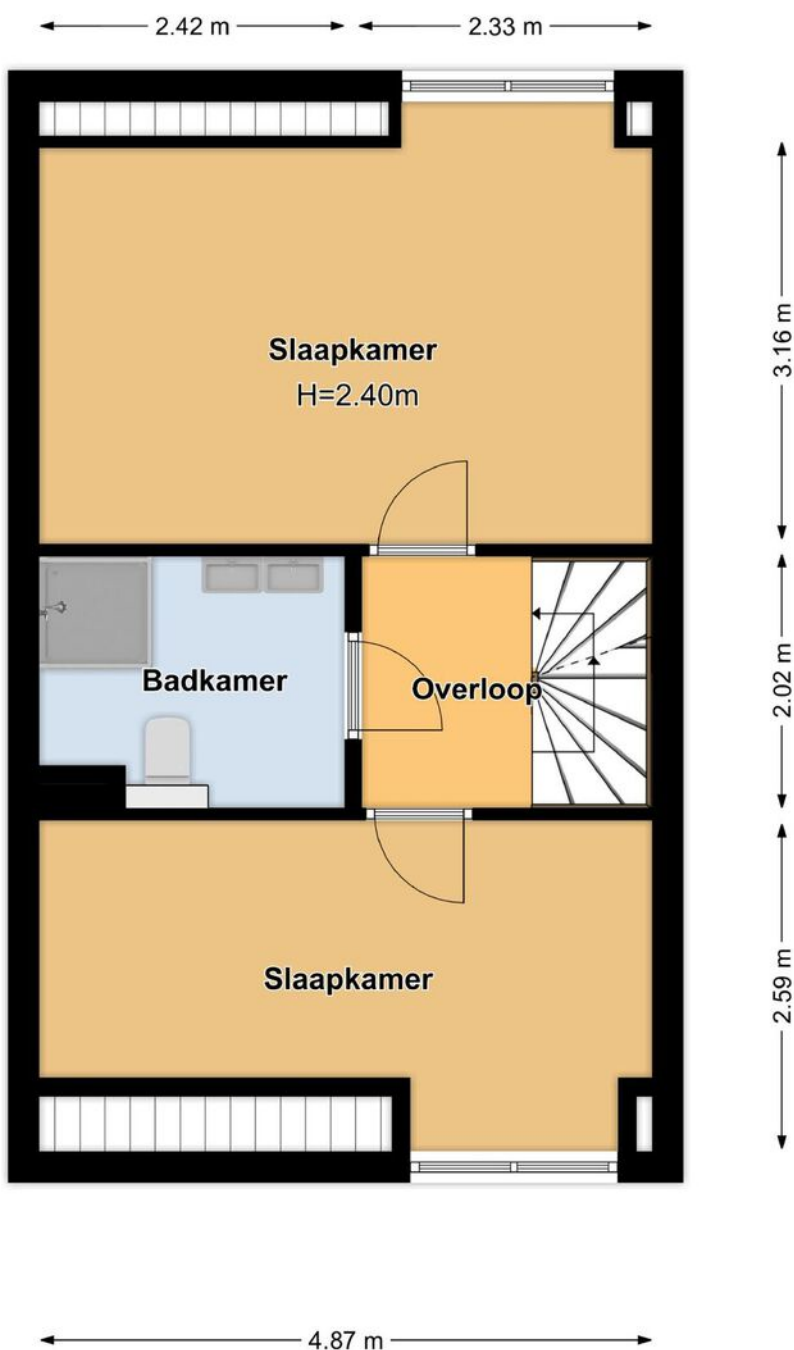 2.42 m
2.33 m
3.16 m
Slaapkamer
H=2.40m
2.02 m
Badkamer
Overloop
2.59 m
Slaapkamer
4.87 m